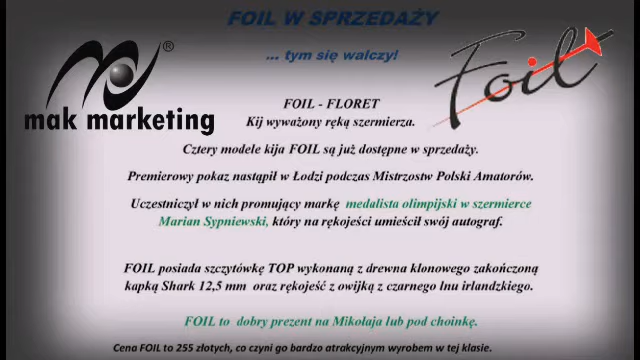 FOIL W SPRZEDAŻY
... tym się walczy!
mak marketing ®
Foil
FOIL - FLORET
Kij wyważony ręką szermierza.
Cztery modele kija FOIL są już dostępne w sprzedaży.
Premierowy pokaz nastąpił w Łodzi podczas Mistrzostw Polski Amatorów.
Uczestniczył w nich promujący markę medalista olimpijski w szermierce
Marian Sypniewski, który na rękojeści umieścił swój autograf.
FOIL posiada szczytówkę TOP wykonaną z drewna klonowego zakończoną
kapką Shark 12,5 mm oraz rękojeść z owijką z czarnego lnu irlandzkiego.
FOIL to dobry prezent na Mikołaja lub pod choinkę.
Cena FOIL to 255 złotych, co czyni go bardzo atrakcyjnym wyrobem w tej klasie.